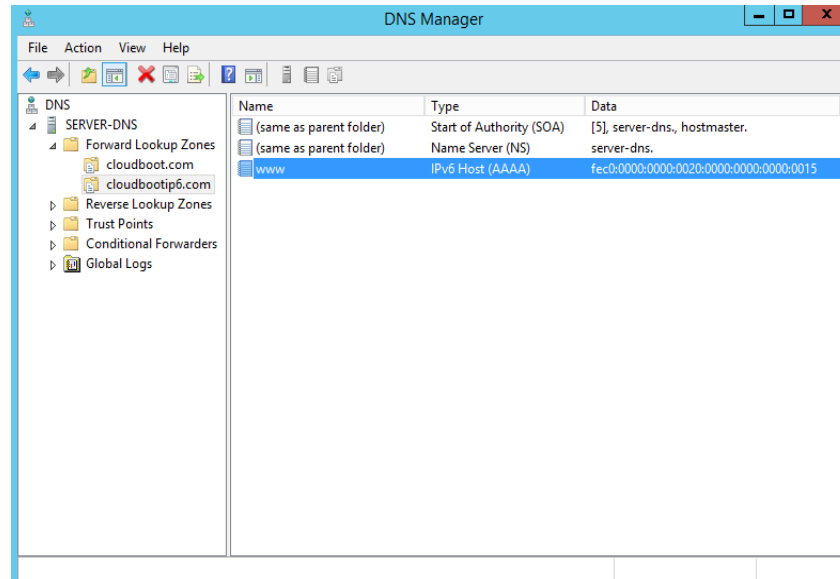 DNS Manager
File Action View Help
DNS
SERVER-DNS
Forward Lookup Zones
cloudboot.com
cloudbootip6.com
Reverse Lookup Zones
Trust Points
Conditional Forwarders
Global Logs
Name Type Data
(same as parent folder) Start of Authority (SOA) [5], server-dns., hostmaster.
(same as parent folder) Name Server (NS) server-dns.
www IPv6 Host (AAAA) fec0:0000:0000:0020:0000:0000:0000:0015